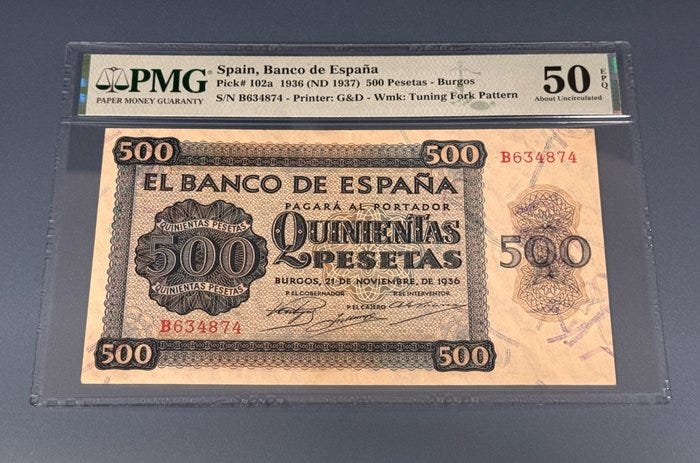 PMG
PAPER MONEY GUARANTY
Spain, Banco de España
Pick# 102a 1936 (ND 1937) 500 Pesetas - Burgos
S/N B634874 - Printer: G&D - Wmk: Tuning Fork Pattern
50 EPQ
About Uncirculated
500 500
B634874
EL BANCO DE ESPAÑA
PAGARÁ AL PORTADOR
QUINIENTAS
PESETAS
QUINIENTAS PESETAS
500
QUINIENTAS PESETAS
500
BURGOS, 21 DE NOVIEMBRE, DE 1936
P. EL GOBERNADOR P. EL CAJERO P. EL INTERVENTOR
B634874
500 500